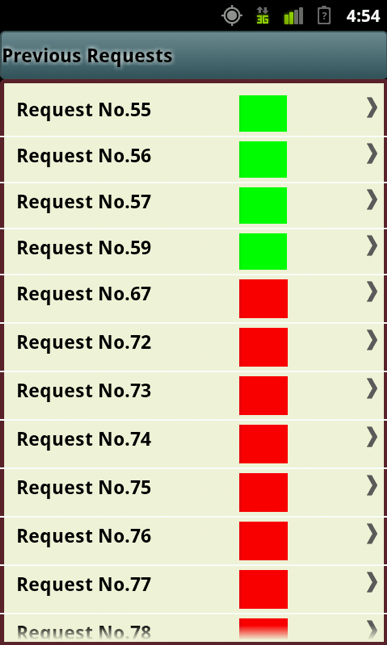 3G
4:54
Previous Requests
Request No.55
Request No.56
Request No.57
Request No.59
Request No.67
Request No.72
Request No.73
Request No.74
Request No.75
Request No.76
Request No.77
Request No.78